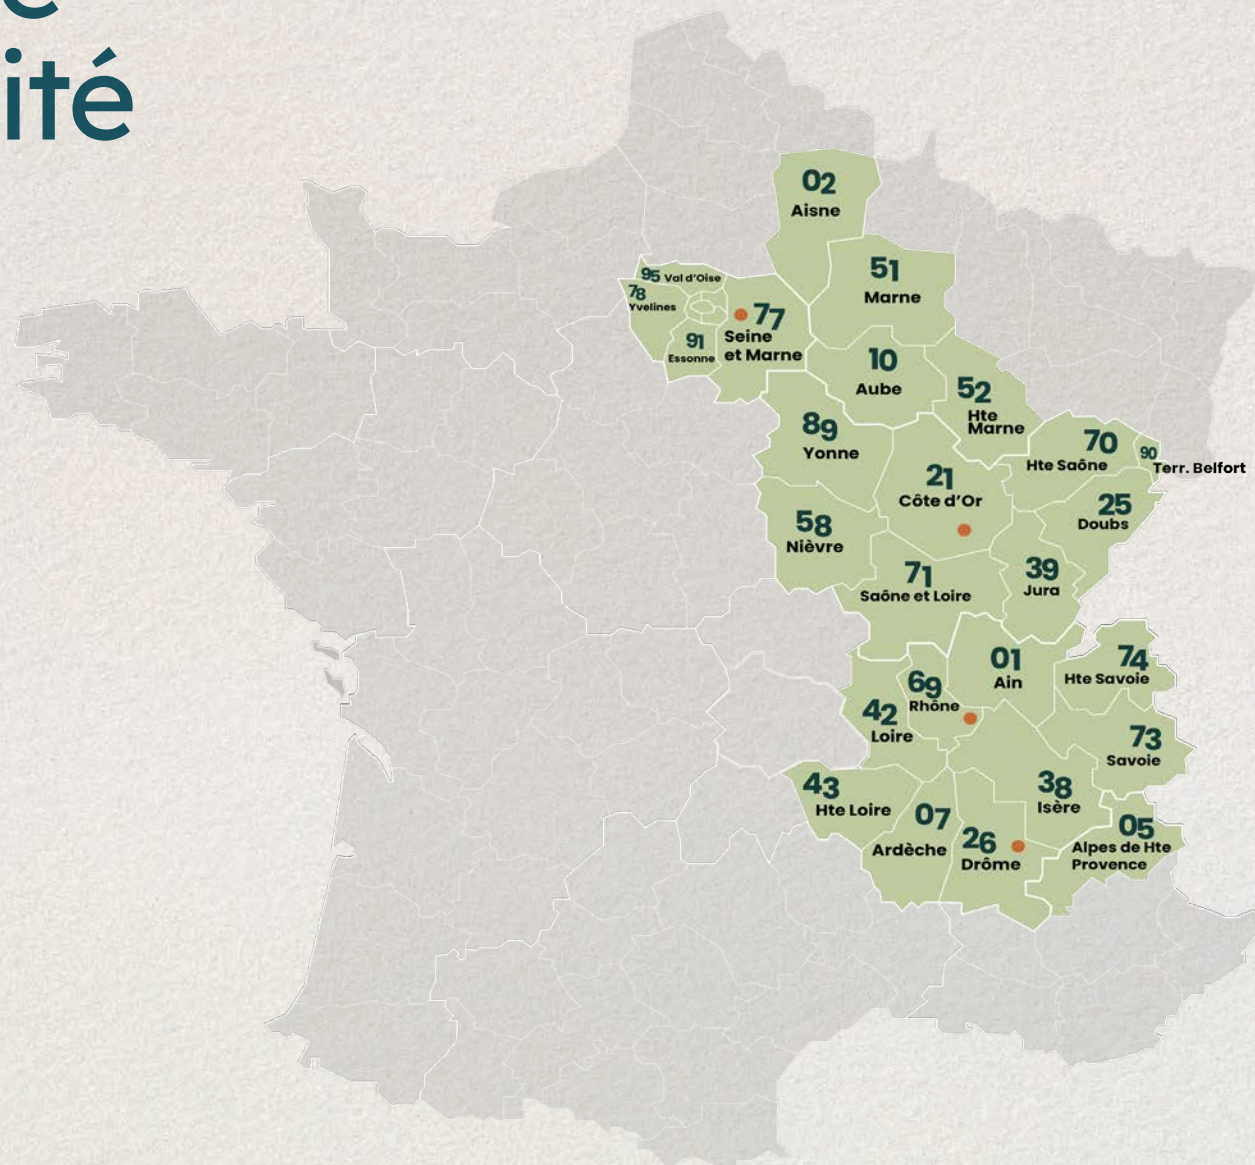 e
ité
02
Aisne
51
Marne
95 Val d'Oise
78
Yvelines
77
Seine
et Marne
91
Essonne
10
Aube
52
Hte
Marne
89
Yonne
70
Hte Saône
90
Terr. Belfort
21
Côte d'Or
25
Doubs
58
Nièvre
71
Saône et Loire
39
Jura
01
Ain
74
Hte Savoie
69
Rhône
42
Loire
73
Savoie
43
Hte Loire
38
Isère
07
Ardèche
26
Drôme
05
Alpes de Hte
Provence